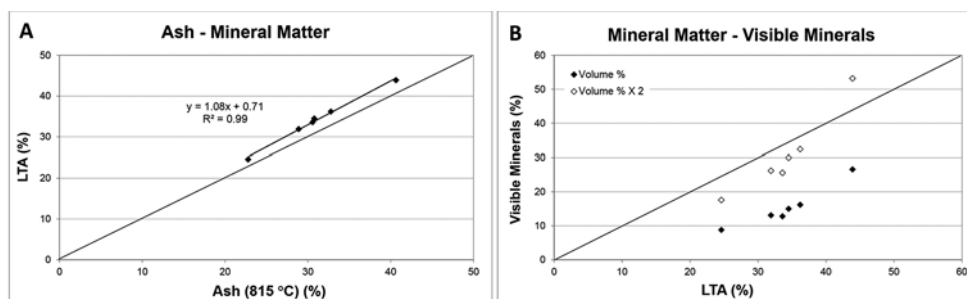 A
Ash - Mineral Matter
50
40
30
20
10
0
LTA (%)
y = 1.08x + 0.71
R² = 0.99
0 10 20 30 40 50
Ash (815 °C) (%)
B
Mineral Matter - Visible Minerals
60
50
40
30
20
10
0
Visible Minerals (%)
Volume %
Volume % X 2
0 10 20 30 40 50 60
LTA (%)